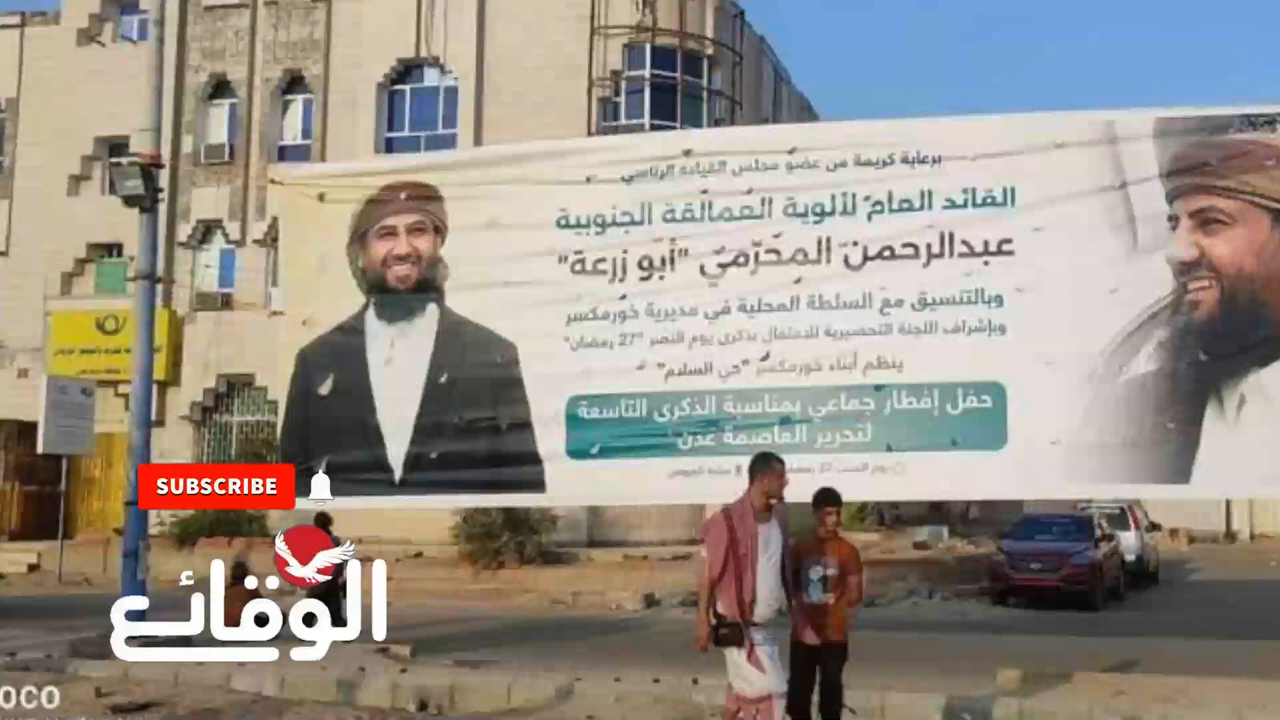 برعاية كريمة من عضو مجلس القيادة الرئاسي
القائد العام لألوية العمالقة الجنوبية
عبدالرحمن المحرّمي "أبو زرعة"
وبالتنسيق مع السلطة المحلية في مديرية خورمكسر
وبإشراف اللجنة التحضيرية للاحتفال بذكرى يوم النصر "27 رمضان"
ينظم أبناء خورمكسر "حي السلام"
حفل إفطار جماعي بمناسبة الذكرى التاسعة
لتحرير العاصمة عدن
SUBSCRIBE
الوقائع
OCO